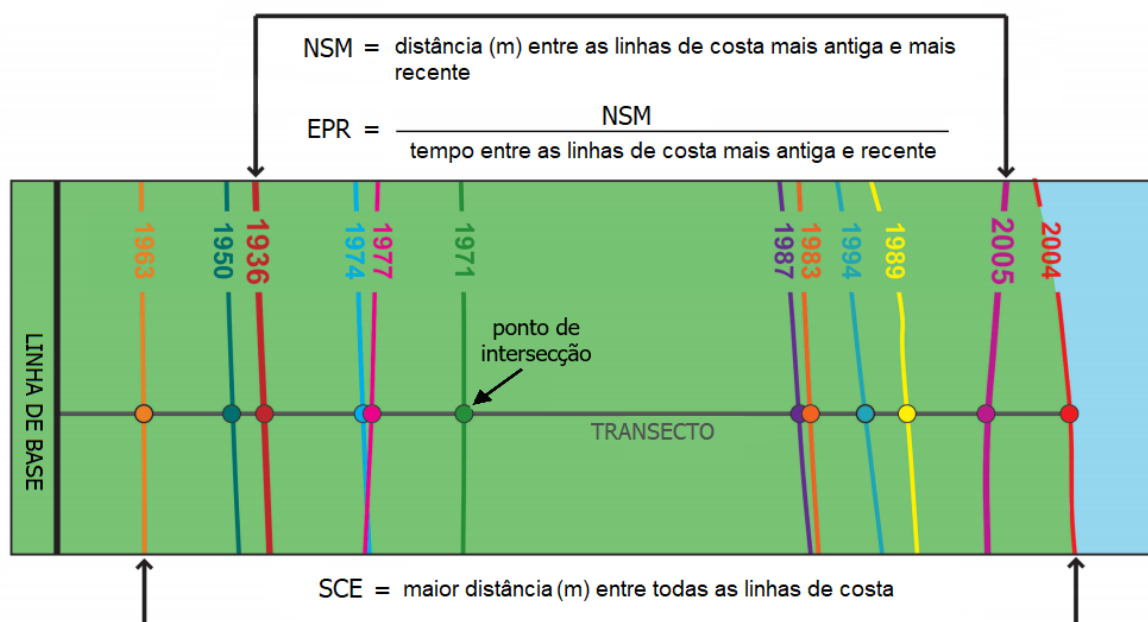 NSM = distância (m) entre as linhas de costa mais antiga e mais
recente
NSM
EPR =
tempo entre as linhas de costa mais antiga e recente
1963
1950
1936
1974
1977
1971
1987
1983
1994
1989
2005
2004
LINHA DE BASE
ponto de
intersecção
TRANSECTO
SCE = maior distância (m) entre todas as linhas de costa